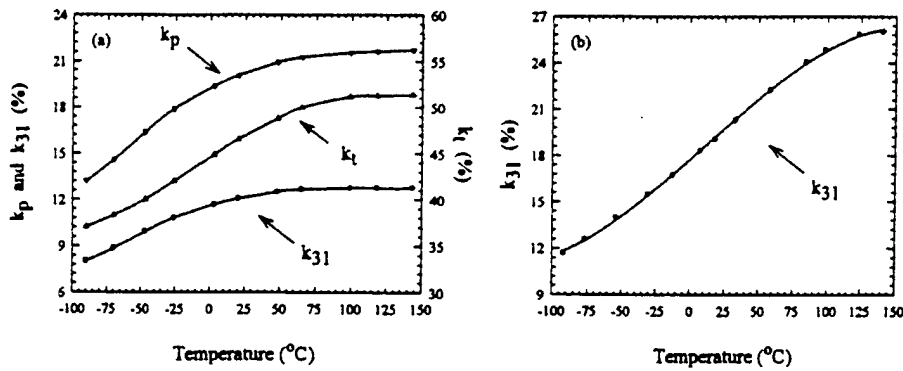 (a)
k_p
k_t
k_31
24
21
18
15
12
9
6
60
55
50
45
40
35
30
-100 -75 -50 -25 0 25 50 75 100 125 150
k_p and k_31 (%)
k_t (%)
Temperature (°C)
(b)
k_31
27
24
21
18
15
12
9
-100 -75 -50 -25 0 25 50 75 100 125 150
k_31 (%)
Temperature (°C)